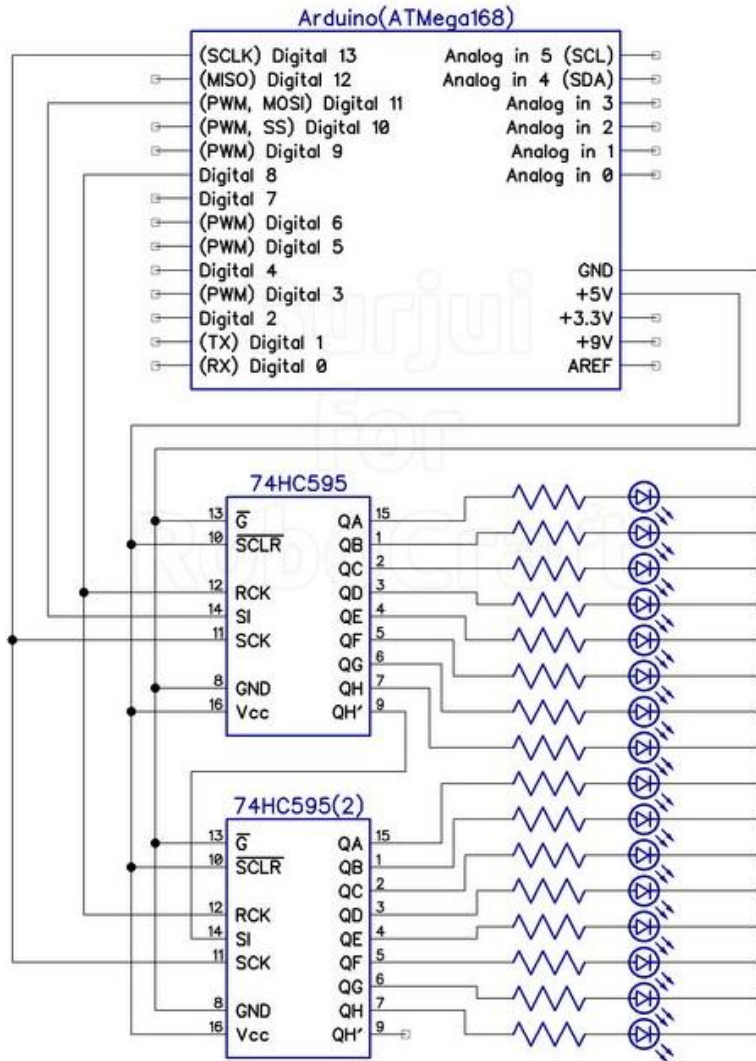 Arduino(ATMega168)
(SCLK) Digital 13 Analog in 5 (SCL)
(MISO) Digital 12 Analog in 4 (SDA)
(PWM, MOSI) Digital 11 Analog in 3
(PWM, SS) Digital 10 Analog in 2
(PWM) Digital 9 Analog in 1
Digital 8 Analog in 0
Digital 7
(PWM) Digital 6
(PWM) Digital 5
Digital 4 GND
(PWM) Digital 3 +5V
Digital 2 +3.3V
(TX) Digital 1 +9V
(RX) Digital 0 AREF
surjui
for
RoboCraft
74HC595
13 G̅ QA 15
10 S̅C̅L̅R̅ QB 1
QC 2
12 RCK QD 3
14 SI QE 4
11 SCK QF 5
QG 6
8 GND QH 7
16 Vcc QH' 9
74HC595(2)
13 G̅ QA 15
10 S̅C̅L̅R̅ QB 1
QC 2
12 RCK QD 3
14 SI QE 4
11 SCK QF 5
QG 6
8 GND QH 7
16 Vcc QH' 9